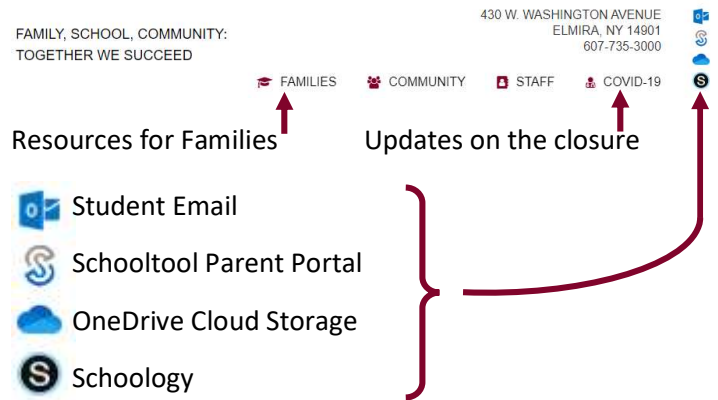 FAMILY, SCHOOL, COMMUNITY:
TOGETHER WE SUCCEED
430 W. WASHINGTON AVENUE
ELMIRA, NY 14901
607-735-3000
FAMILIES COMMUNITY STAFF COVID-19
Resources for Families Updates on the closure
Student Email
Schooltool Parent Portal
OneDrive Cloud Storage
Schoology